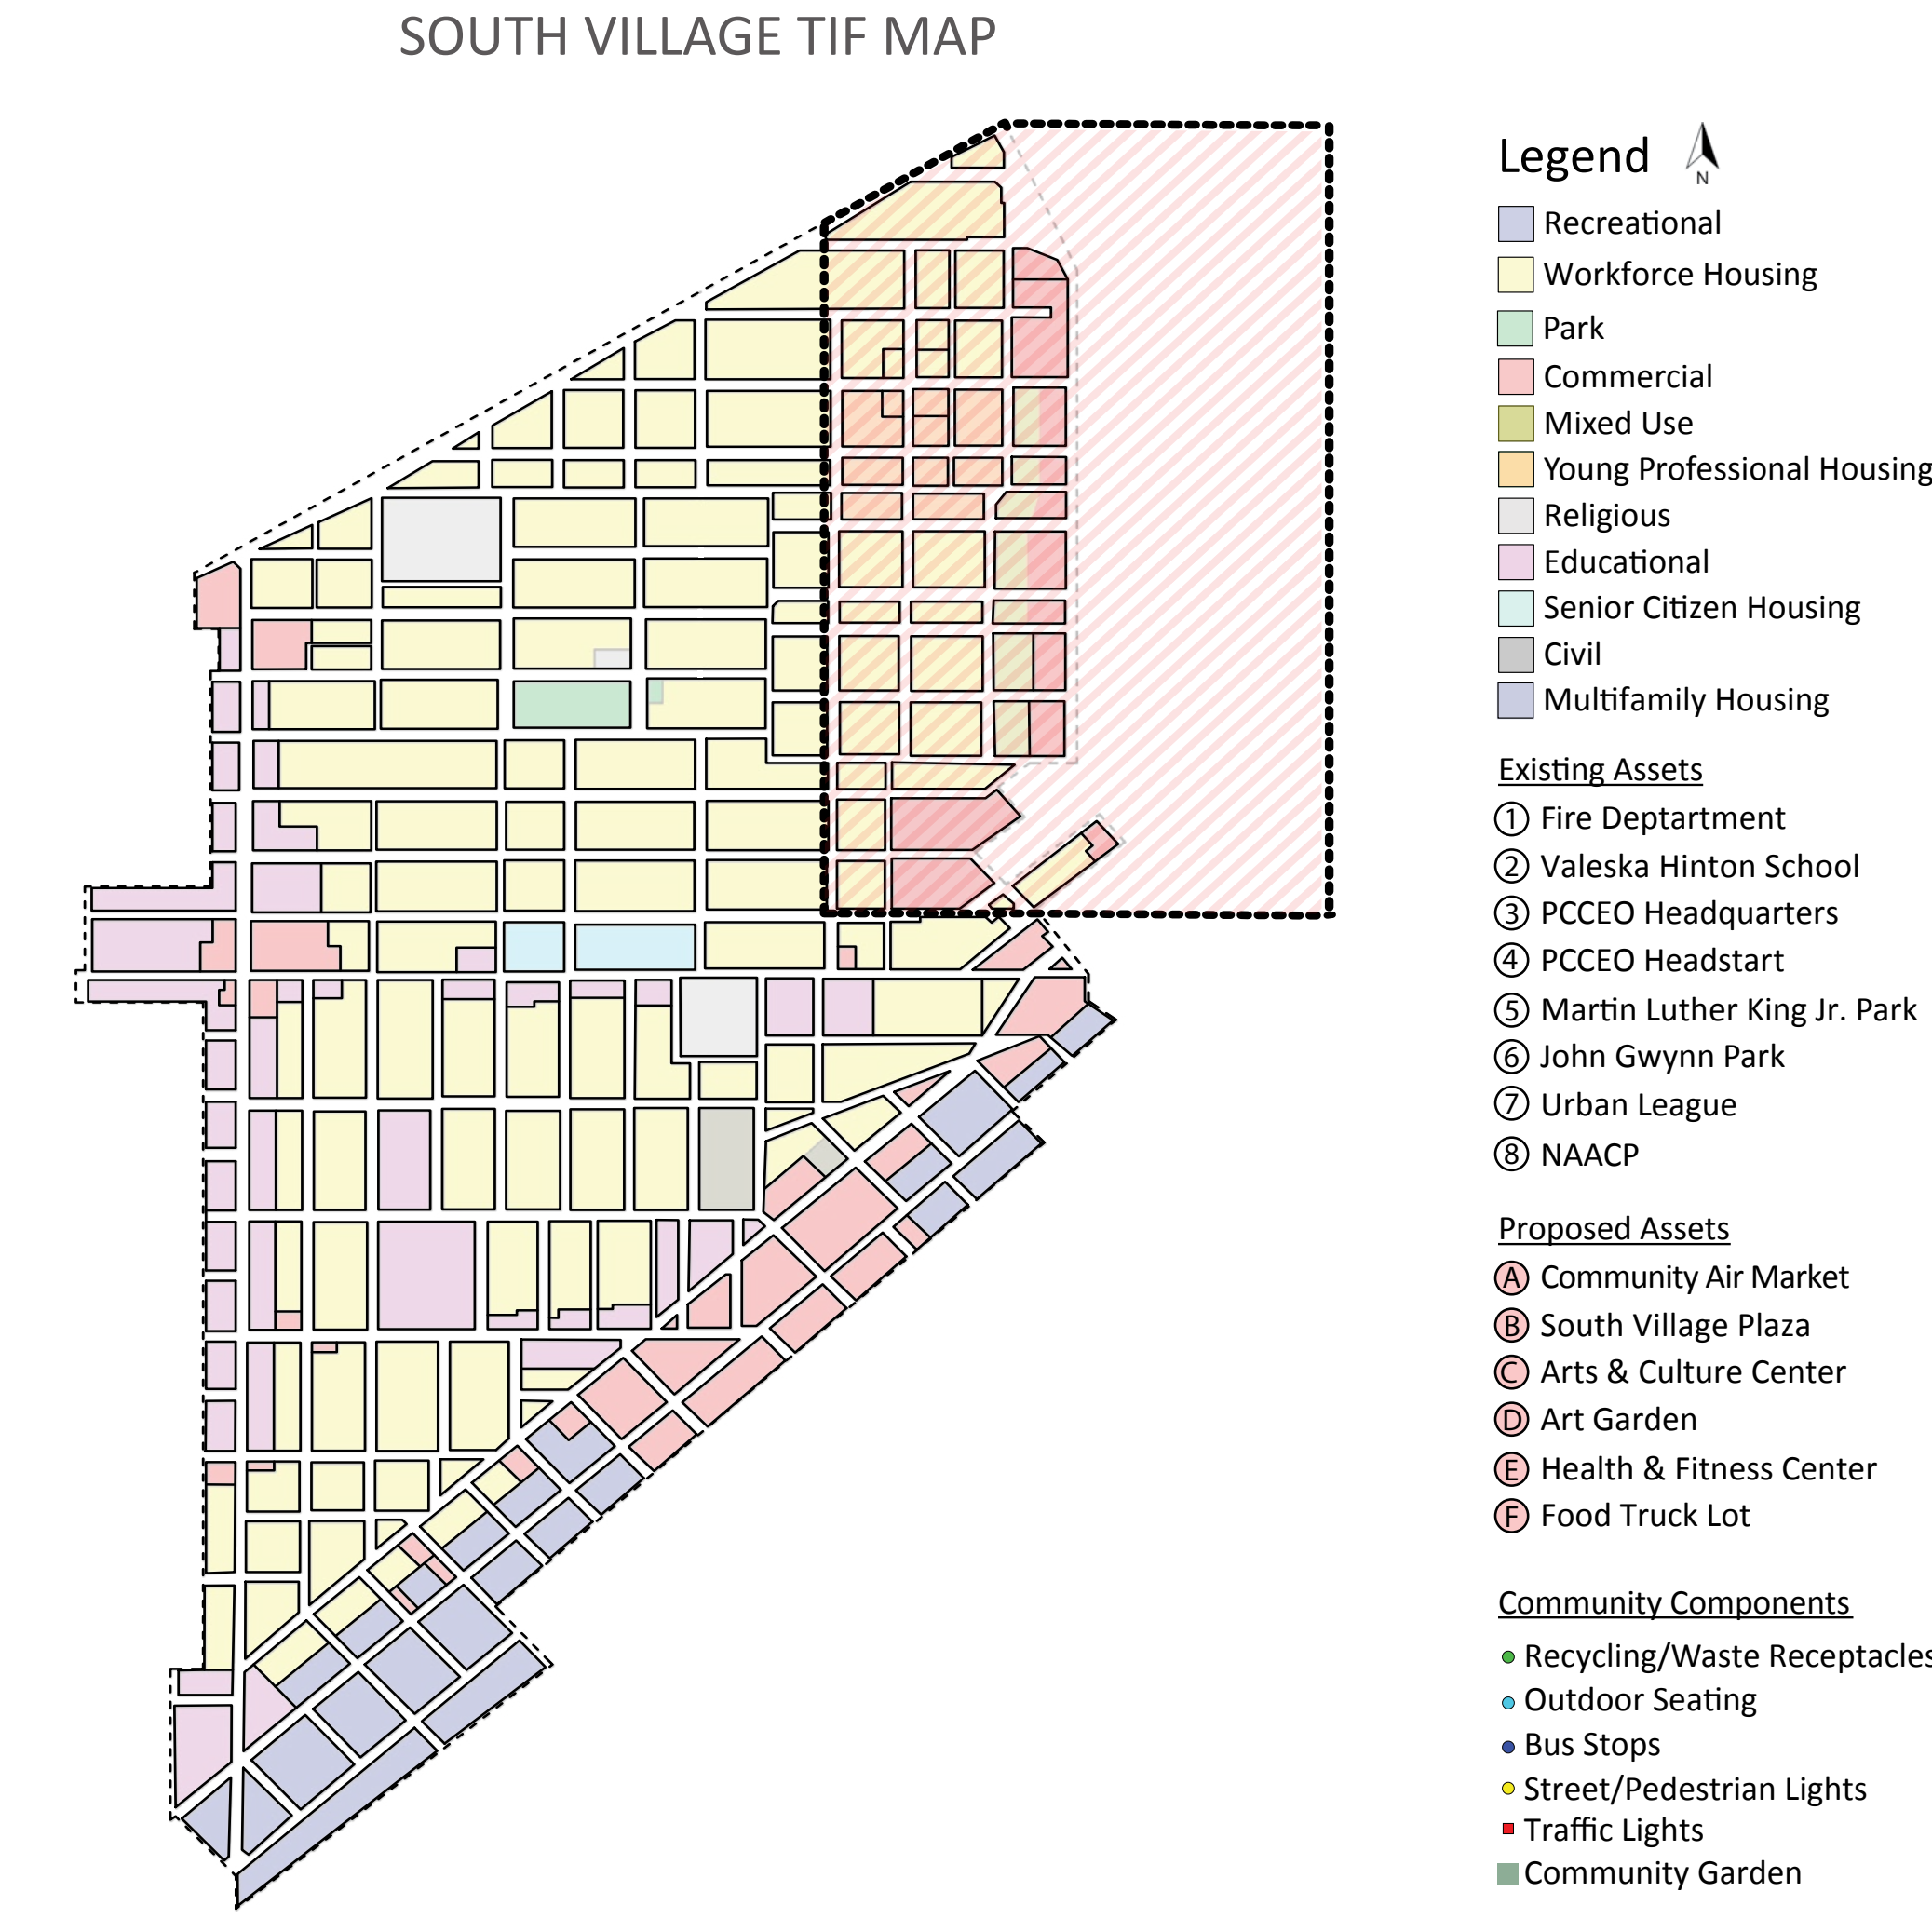 SOUTH VILLAGE TIF MAP
Legend
N
Recreational
Workforce Housing
Park
Commercial
Mixed Use
Young Professional Housing
Religious
Educational
Senior Citizen Housing
Civil
Multifamily Housing
Existing Assets
1 Fire Deptartment
2 Valeska Hinton School
3 PCCEO Headquarters
4 PCCEO Headstart
5 Martin Luther King Jr. Park
6 John Gwynn Park
7 Urban League
8 NAACP
Proposed Assets
A Community Air Market
B South Village Plaza
C Arts & Culture Center
D Art Garden
E Health & Fitness Center
F Food Truck Lot
Community Components
Recycling/Waste Receptacles
Outdoor Seating
Bus Stops
Street/Pedestrian Lights
Traffic Lights
Community Garden